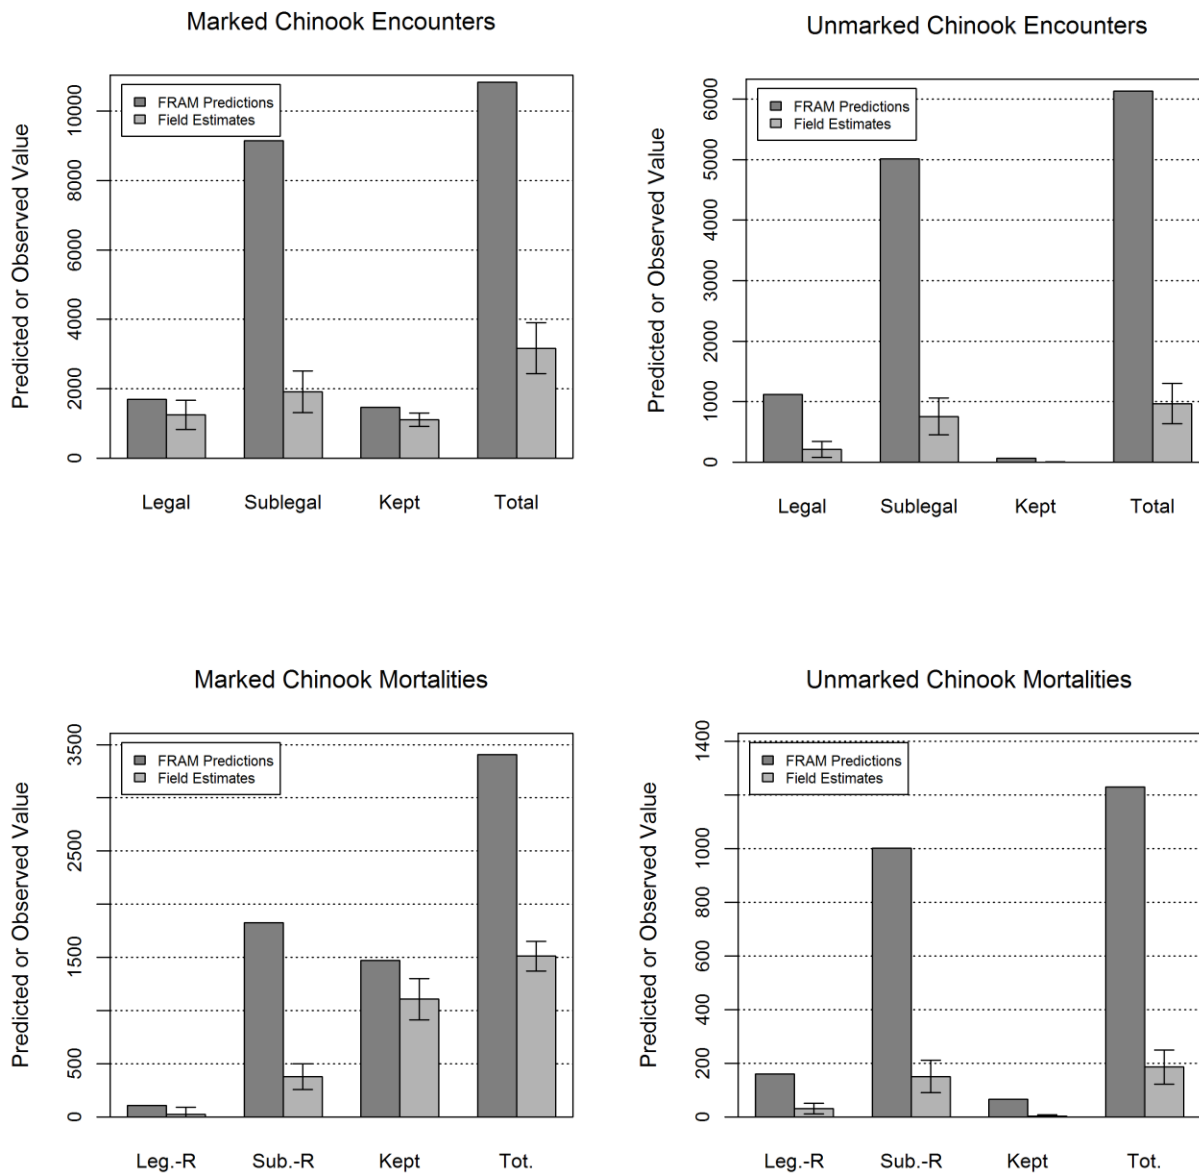 Marked Chinook Encounters
Predicted or Observed Value
10000
8000
6000
4000
2000
0
FRAM Predictions
Field Estimates
Legal Sublegal Kept Total
Unmarked Chinook Encounters
Predicted or Observed Value
6000
5000
4000
3000
2000
1000
0
FRAM Predictions
Field Estimates
Legal Sublegal Kept Total
Marked Chinook Mortalities
Predicted or Observed Value
3500
2500
1500
500
0
FRAM Predictions
Field Estimates
Leg.-R Sub.-R Kept Tot.
Unmarked Chinook Mortalities
Predicted or Observed Value
1400
1000
800
600
400
200
0
FRAM Predictions
Field Estimates
Leg.-R Sub.-R Kept Tot.